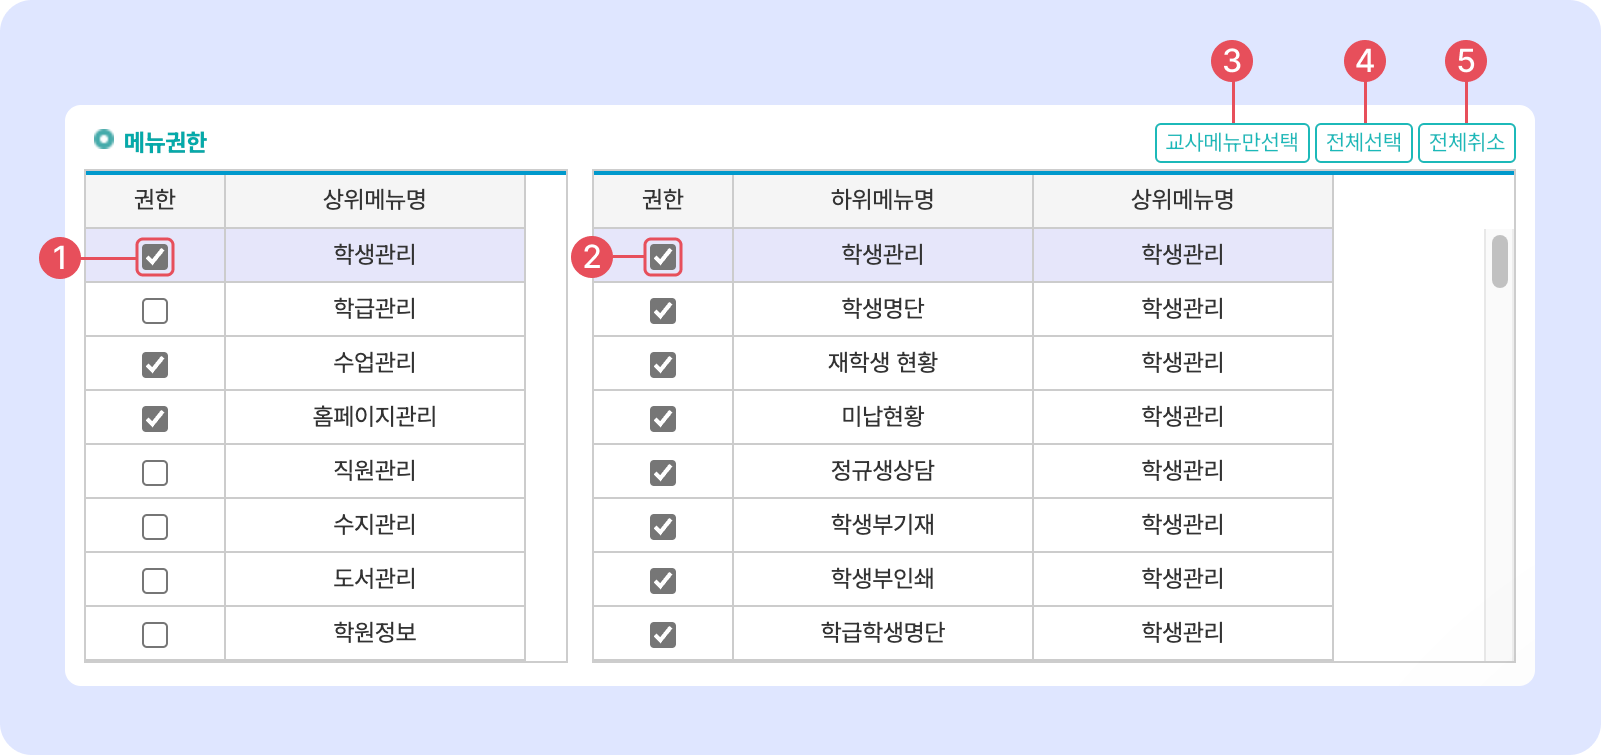 3 4 5
메뉴권한 교사메뉴만선택 전체선택 전체취소
권한 상위메뉴명 권한 하위메뉴명 상위메뉴명
1 학생관리 2 학생관리 학생관리
학급관리 학생명단 학생관리
수업관리 재학생 현황 학생관리
홈페이지관리 미납현황 학생관리
직원관리 정규생상담 학생관리
수지관리 학생부기재 학생관리
도서관리 학생부인쇄 학생관리
학원정보 학급학생명단 학생관리